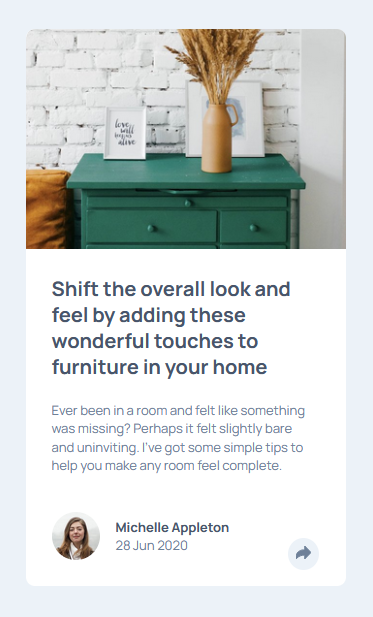 love
will
begins
alive
Shift the overall look and
feel by adding these
wonderful touches to
furniture in your home
Ever been in a room and felt like something
was missing? Perhaps it felt slightly bare
and uninviting. I've got some simple tips to
help you make any room feel complete.
Michelle Appleton
28 Jun 2020